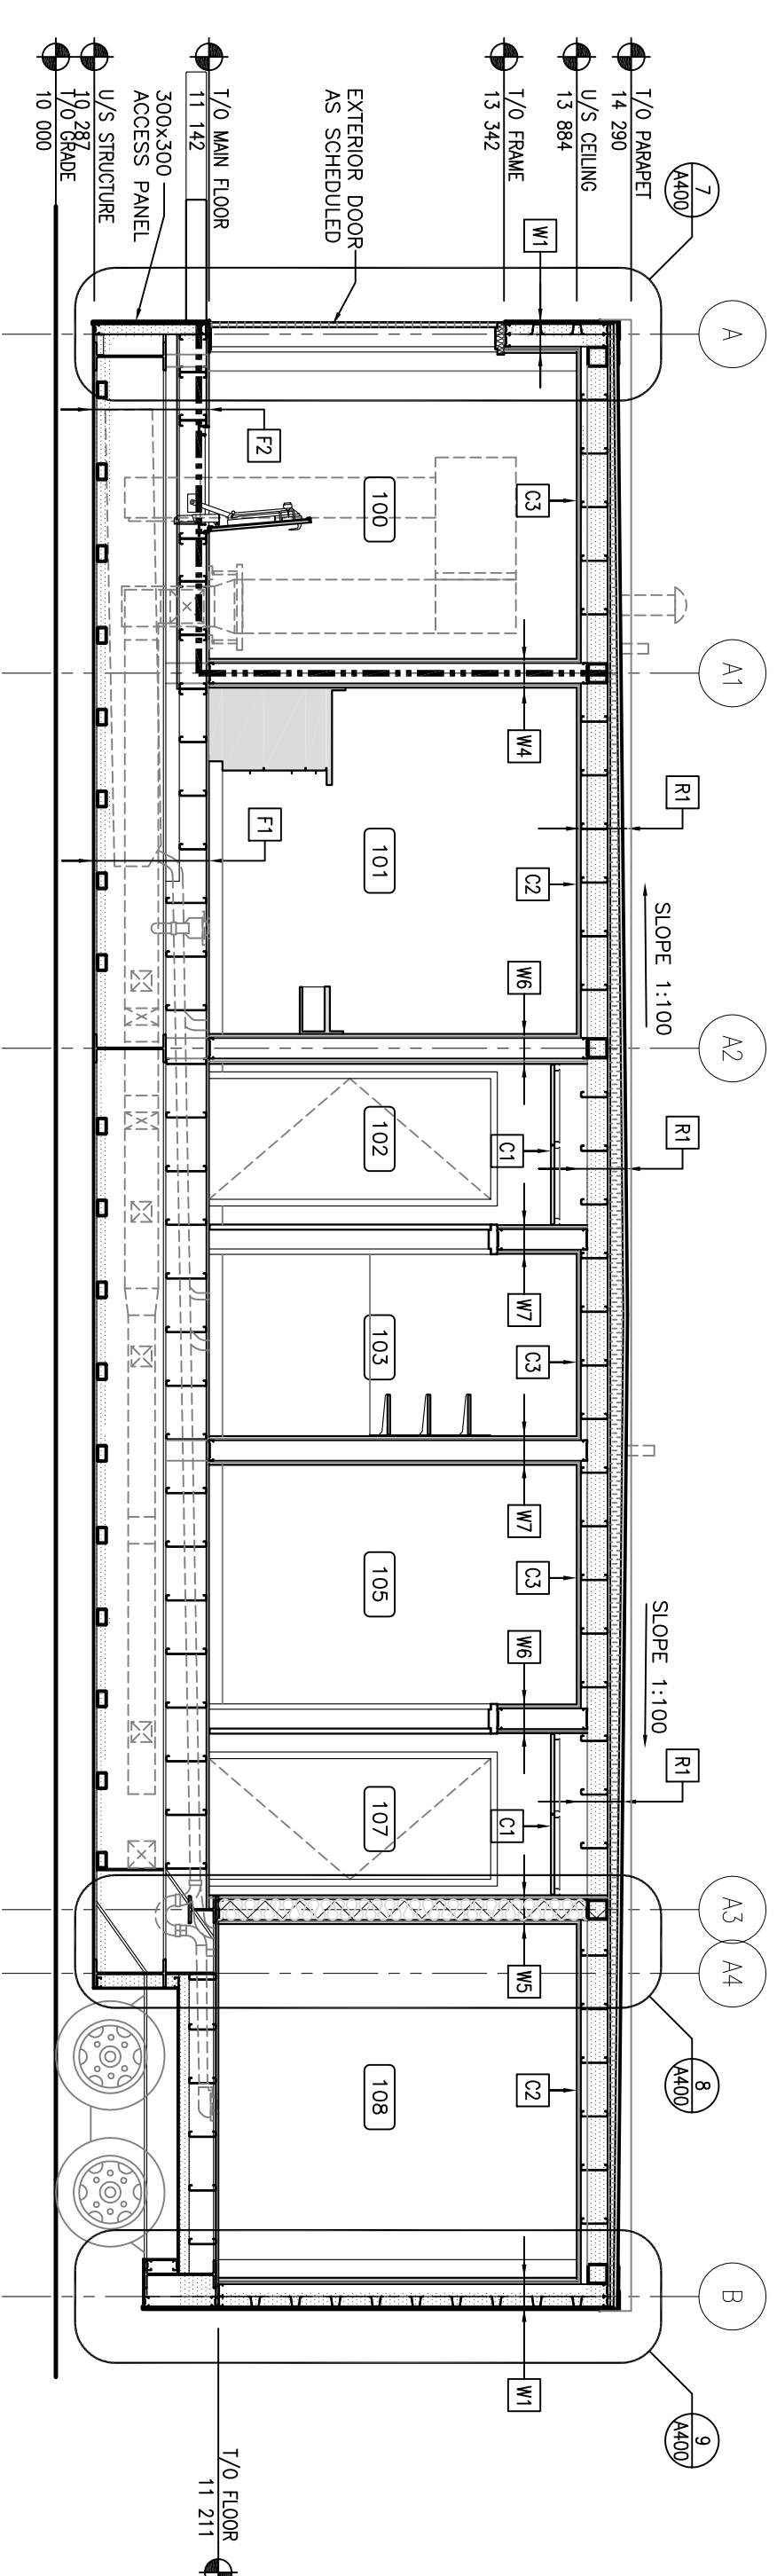 A
A1
A2
A3
A4
B
7
A400
8
A400
9
A400
T/O PARAPET
14 290
U/S CEILING
13 884
T/O FRAME
13 342
EXTERIOR DOOR
AS SCHEDULED
T/O MAIN FLOOR
11 142
300x300
ACCESS PANEL
U/S STRUCTURE
10 287
T/O GRADE
10 000
R1
SLOPE 1:100
R1
SLOPE 1:100
R1
W1
C3
W4
C2
W6
C1
W7
C3
W7
C3
W6
C1
W5
C2
W1
100
101
102
103
105
107
108
F2
F1
T/O FLOOR
11 211